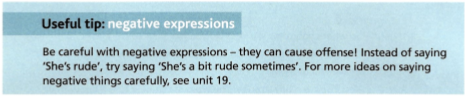 Useful tip: negative expressions
Be careful with negative expressions – they can cause offense! Instead of saying
'She's rude', try saying 'She's a bit rude sometimes'. For more ideas on saying
negative things carefully, see unit 19.